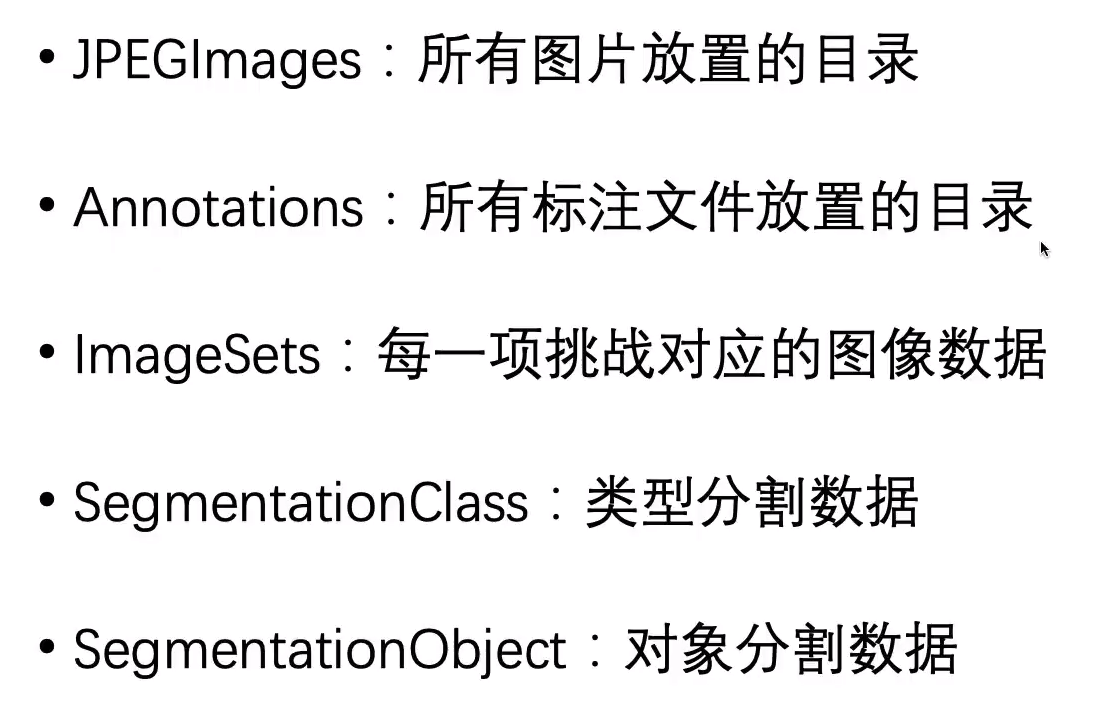 • JPEGImages：所有图片放置的目录
• Annotations：所有标注文件放置的目录
• ImageSets：每一项挑战对应的图像数据
• SegmentationClass：类型分割数据
• SegmentationObject：对象分割数据